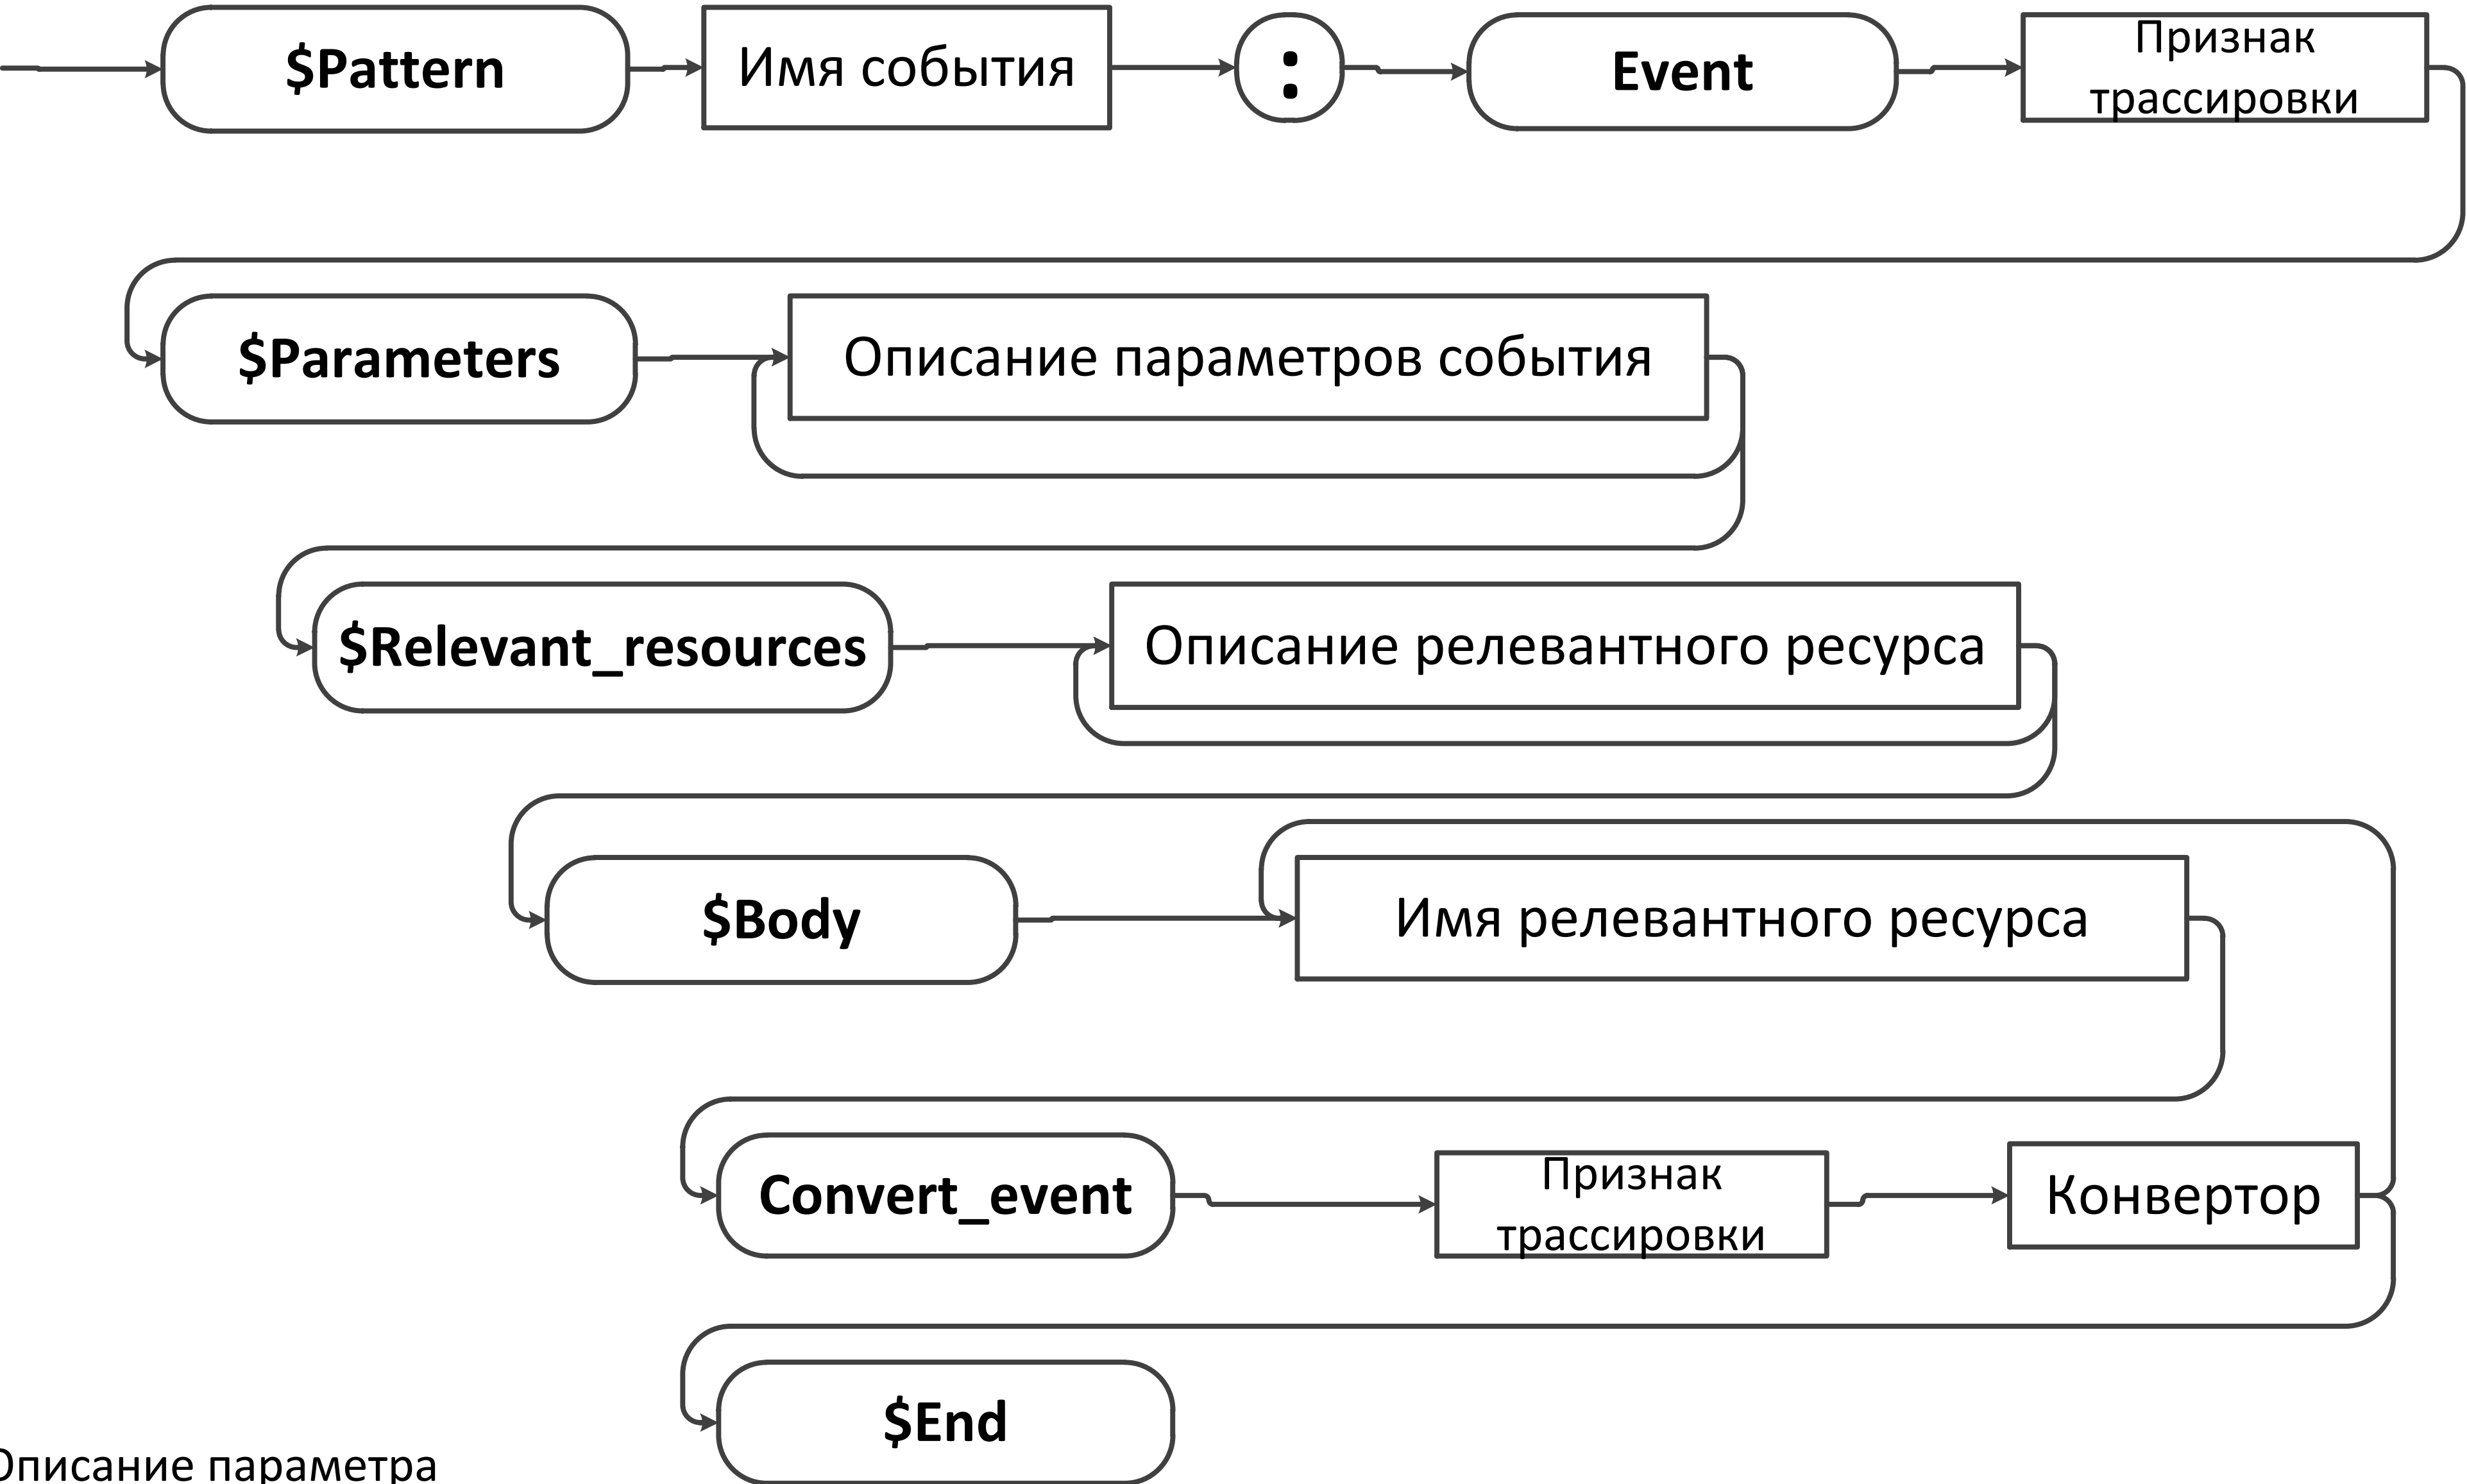 $Pattern
Имя события
:
Event
Признак
трассировки
$Parameters
Описание параметров события
$Relevant_resources
Описание релевантного ресурса
$Body
Имя релевантного ресурса
Convert_event
Признак
трассировки
Конвертор
$End
Описание параметра